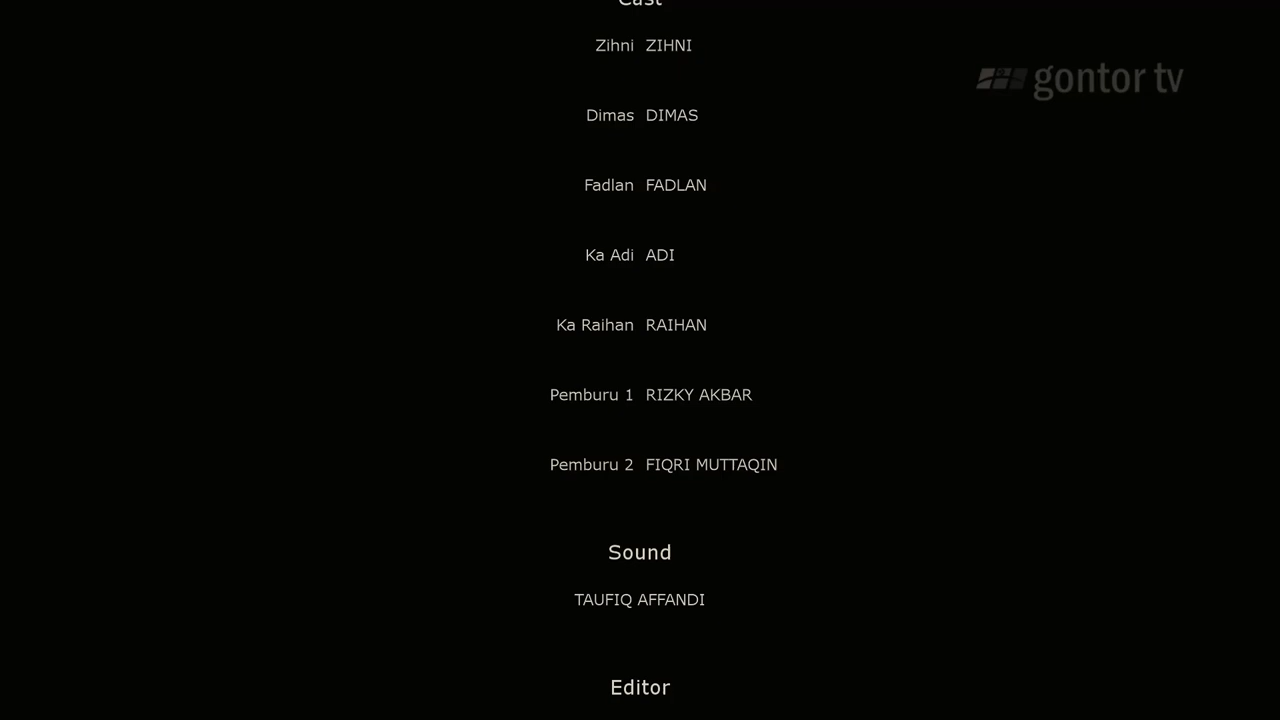 Cast
Zihni ZIHNI
gontor tv
Dimas DIMAS
Fadlan FADLAN
Ka Adi ADI
Ka Raihan RAIHAN
Pemburu 1 RIZKY AKBAR
Pemburu 2 FIQRI MUTTAQIN
Sound
TAUFIQ AFFANDI
Editor